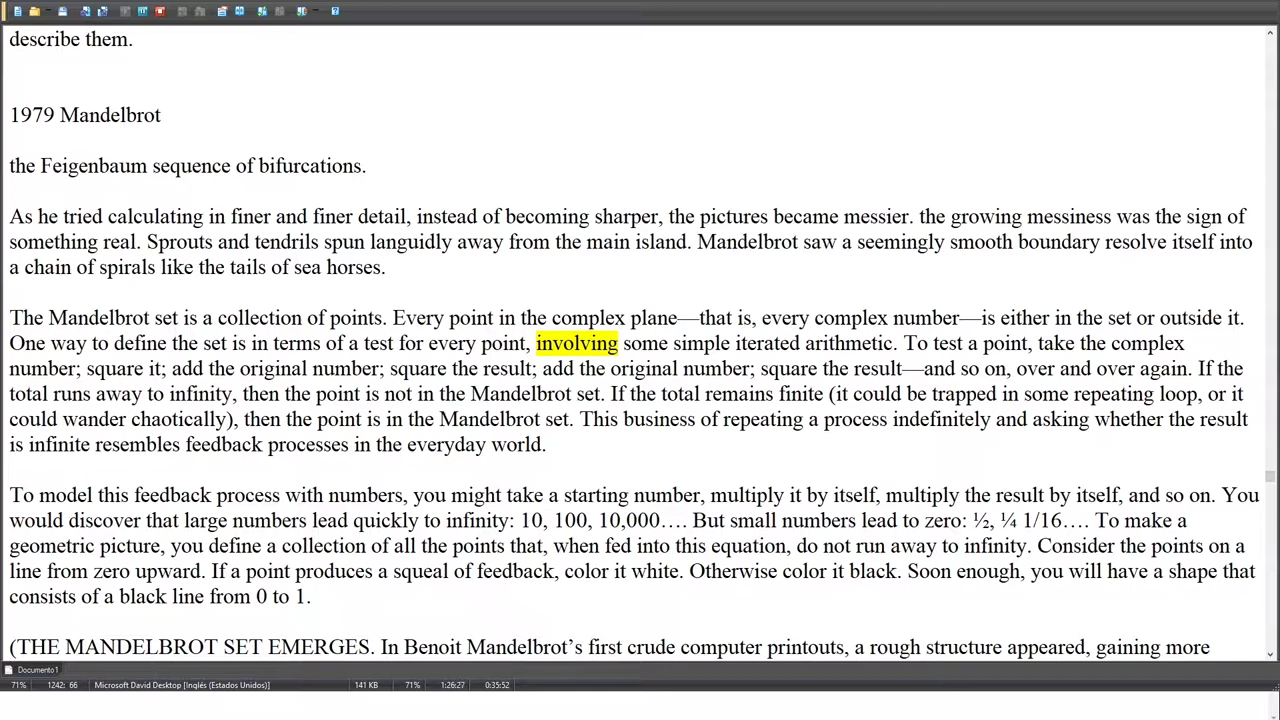 describe them.
1979 Mandelbrot
the Feigenbaum sequence of bifurcations.
As he tried calculating in finer and finer detail, instead of becoming sharper, the pictures became messier. the growing messiness was the sign of
something real. Sprouts and tendrils spun languidly away from the main island. Mandelbrot saw a seemingly smooth boundary resolve itself into
a chain of spirals like the tails of sea horses.
The Mandelbrot set is a collection of points. Every point in the complex plane—that is, every complex number—is either in the set or outside it.
One way to define the set is in terms of a test for every point, involving some simple iterated arithmetic. To test a point, take the complex
number; square it; add the original number; square the result; add the original number; square the result—and so on, over and over again. If the
total runs away to infinity, then the point is not in the Mandelbrot set. If the total remains finite (it could be trapped in some repeating loop, or it
could wander chaotically), then the point is in the Mandelbrot set. This business of repeating a process indefinitely and asking whether the result
is infinite resembles feedback processes in the everyday world.
To model this feedback process with numbers, you might take a starting number, multiply it by itself, multiply the result by itself, and so on. You
would discover that large numbers lead quickly to infinity: 10, 100, 10,000…. But small numbers lead to zero: ½, ¼ 1/16…. To make a
geometric picture, you define a collection of all the points that, when fed into this equation, do not run away to infinity. Consider the points on a
line from zero upward. If a point produces a squeal of feedback, color it white. Otherwise color it black. Soon enough, you will have a shape that
consists of a black line from 0 to 1.
(THE MANDELBROT SET EMERGES. In Benoit Mandelbrot’s first crude computer printouts, a rough structure appeared, gaining more
Documento1
71% 1242: 66 Microsoft David Desktop [Inglés (Estados Unidos)] 141 KB 71% 1:26:27 0:35:52